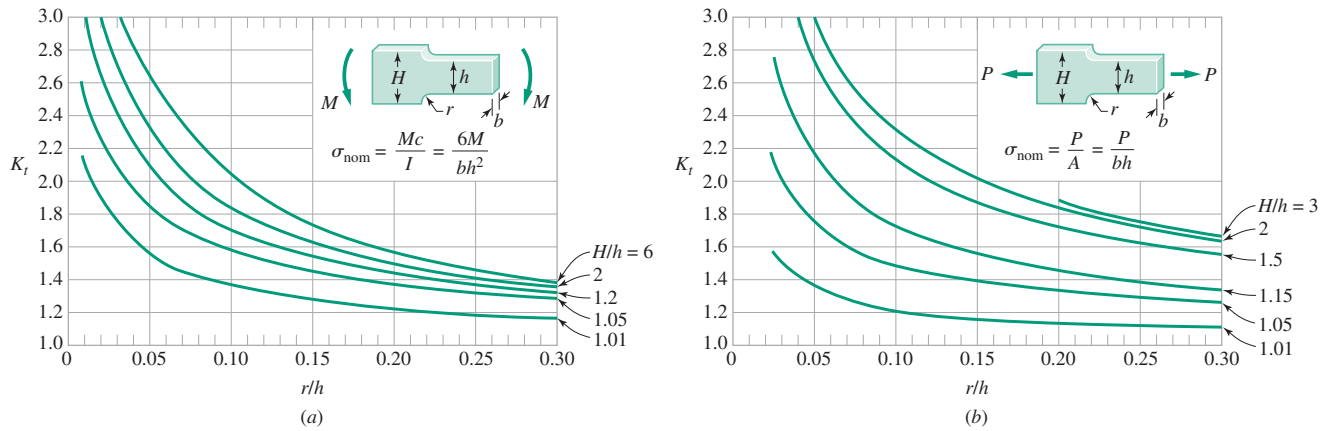 3.0
2.8
2.6
2.4
2.2
2.0
1.8
1.6
1.4
1.2
1.0
K_t
0
0.05
0.10
0.15
0.20
0.25
0.30
r/h
(a)
M
H
h
M
r
b
σ_nom = Mc/I = 6M/bh²
H/h = 6
2
1.2
1.05
1.01
3.0
2.8
2.6
2.4
2.2
2.0
1.8
1.6
1.4
1.2
1.0
K_t
0
0.05
0.10
0.15
0.20
0.25
0.30
r/h
(b)
P
H
h
P
r
b
σ_nom = P/A = P/bh
H/h = 3
2
1.5
1.15
1.05
1.01